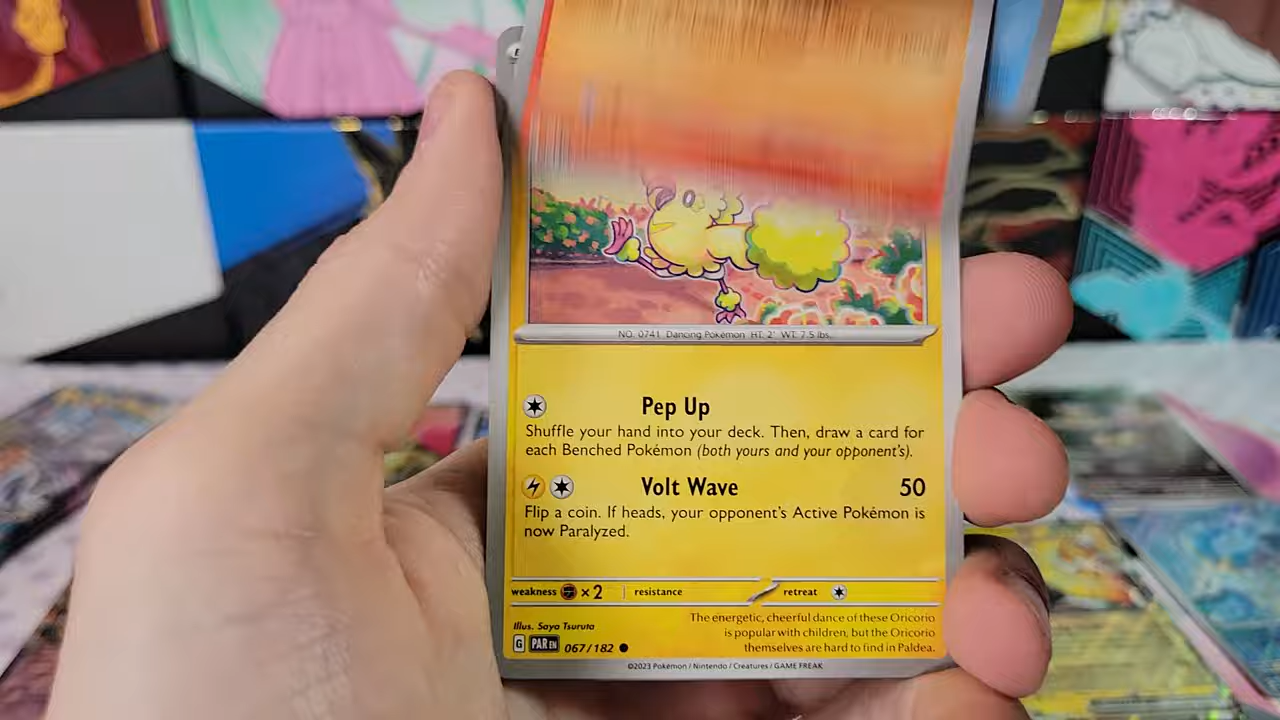 NO. 0741 Dancing Pokémon HT: 2' WT: 7.5 lbs.
Pep Up
Shuffle your hand into your deck. Then, draw a card for
each Benched Pokémon (both yours and your opponent's).
Volt Wave 50
Flip a coin. If heads, your opponent's Active Pokémon is
now Paralyzed.
weakness ×2 resistance retreat
Illus. Saya Tsuruta
G PAR EN 067/182
The energetic, cheerful dance of these Oricorio
is popular with children, but the Oricorio
themselves are hard to find in Paldea.
©2023 Pokémon / Nintendo / Creatures / GAME FREAK